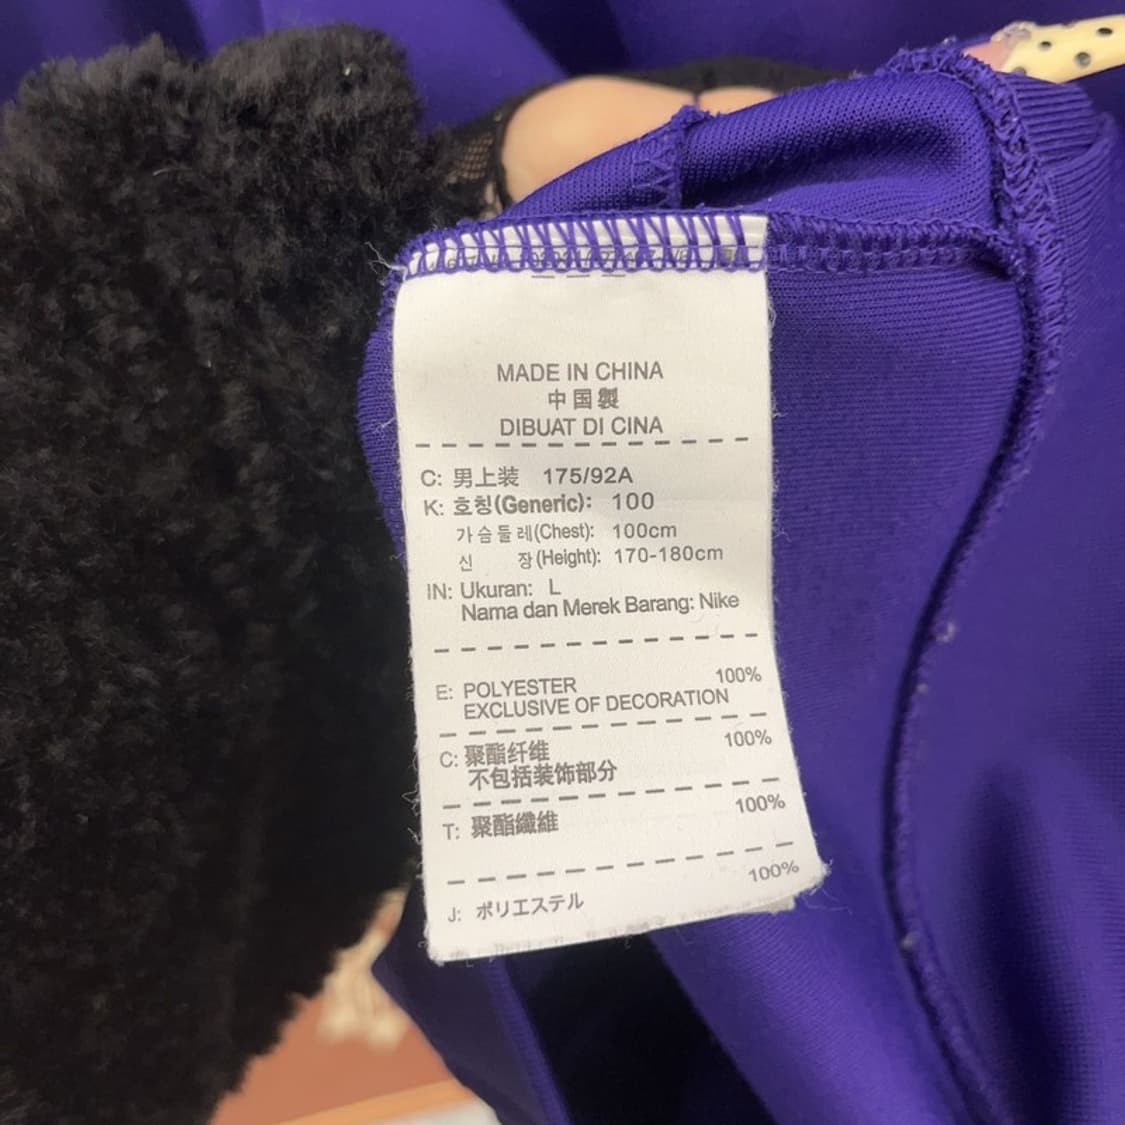 MADE IN CHINA
中国製
DIBUAT DI CINA
C: 男上装 175/92A
K: 호칭(Generic): 100
가슴둘레(Chest): 100cm
신 장(Height): 170-180cm
IN: Ukuran: L
Nama dan Merek Barang: Nike
E: POLYESTER 100%
EXCLUSIVE OF DECORATION
C: 聚酯纤维 100%
不包括装饰部分
T: 聚酯纖維 100%
J: ポリエステル 100%